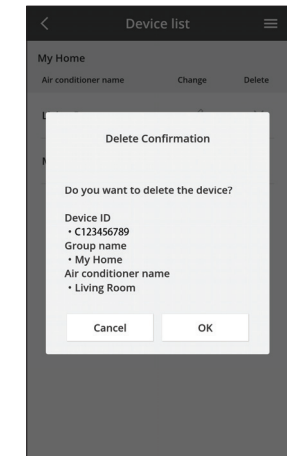 Device list
My Home
Air conditioner name Change Delete
Delete Confirmation
Do you want to delete the device?
Device ID
• C123456789
Group name
• My Home
Air conditioner name
• Living Room
Cancel OK